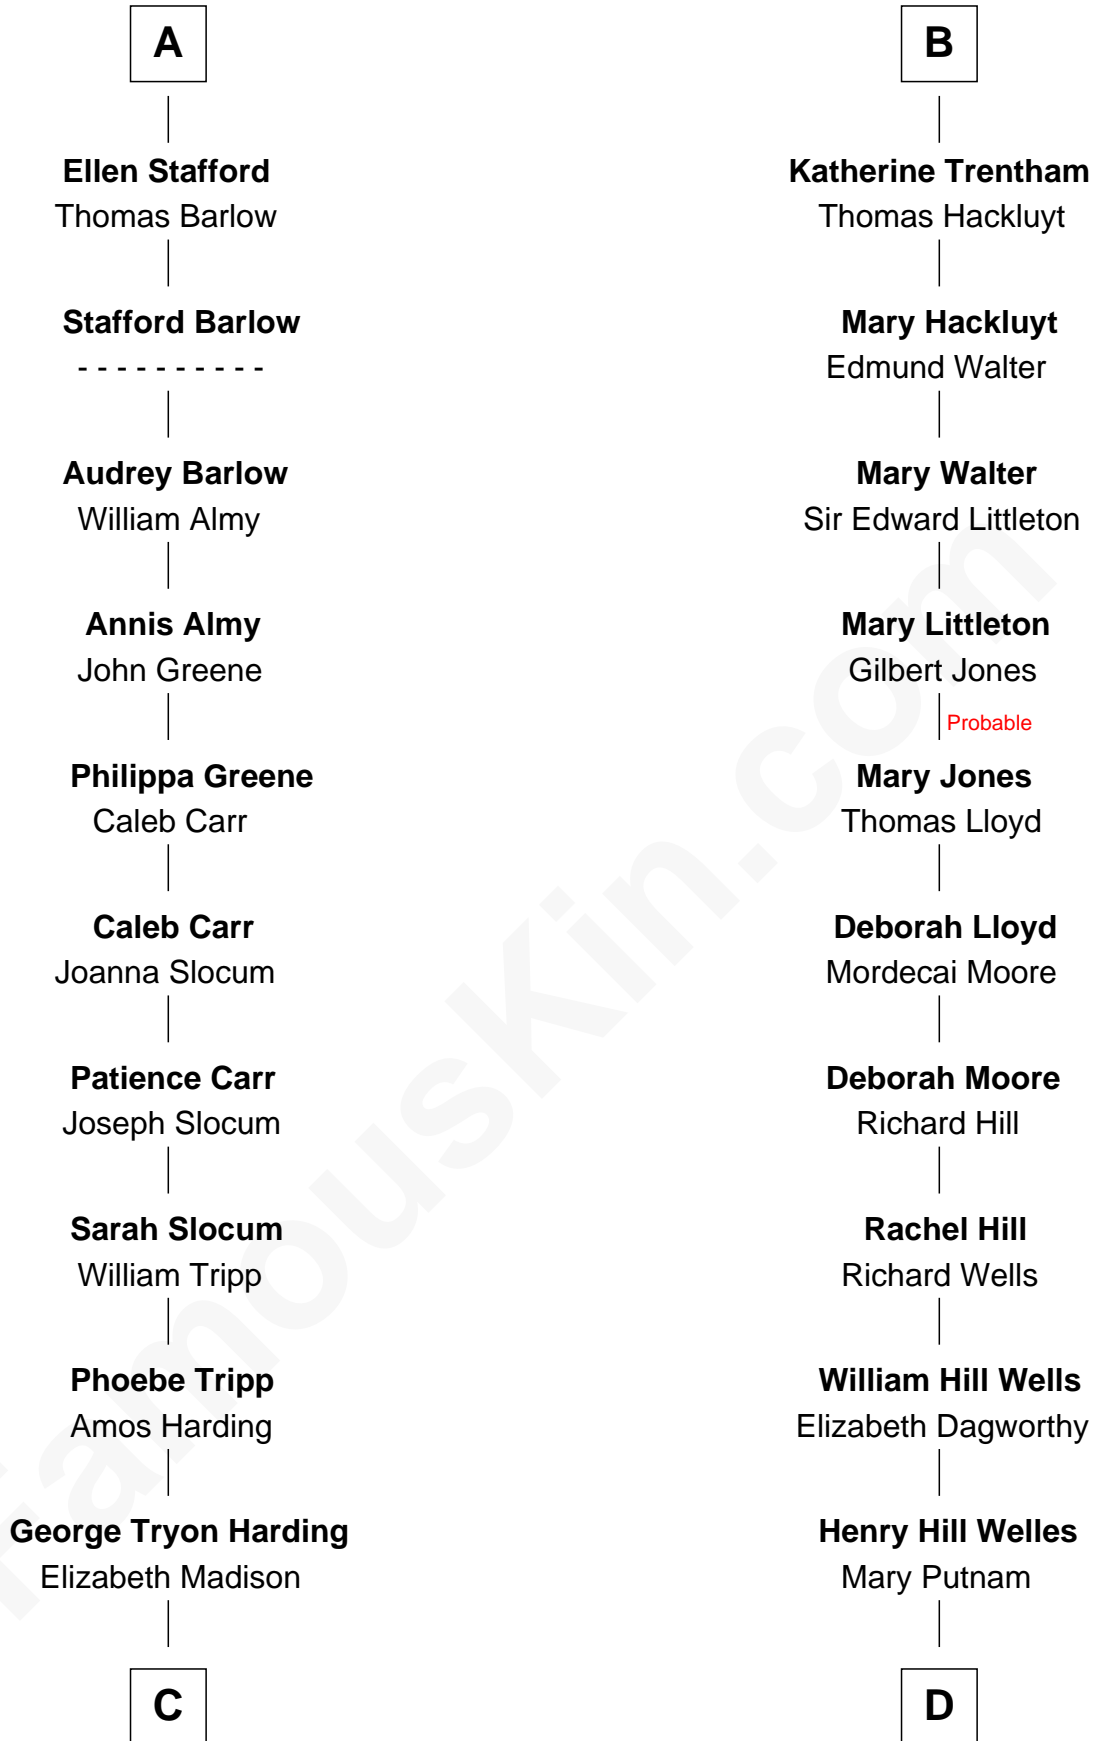 A
Ellen Stafford
Thomas Barlow
Stafford Barlow
- - - - - - - - - -
Audrey Barlow
William Almy
Annis Almy
John Greene
Philippa Greene
Caleb Carr
Caleb Carr
Joanna Slocum
Patience Carr
Joseph Slocum
Sarah Slocum
William Tripp
Phoebe Tripp
Amos Harding
George Tryon Harding
Elizabeth Madison
C
B
Katherine Trentham
Thomas Hackluyt
Mary Hackluyt
Edmund Walter
Mary Walter
Sir Edward Littleton
Mary Littleton
Gilbert Jones
Probable
Mary Jones
Thomas Lloyd
Deborah Lloyd
Mordecai Moore
Deborah Moore
Richard Hill
Rachel Hill
Richard Wells
William Hill Wells
Elizabeth Dagworthy
Henry Hill Welles
Mary Putnam
D
FamousKin.com